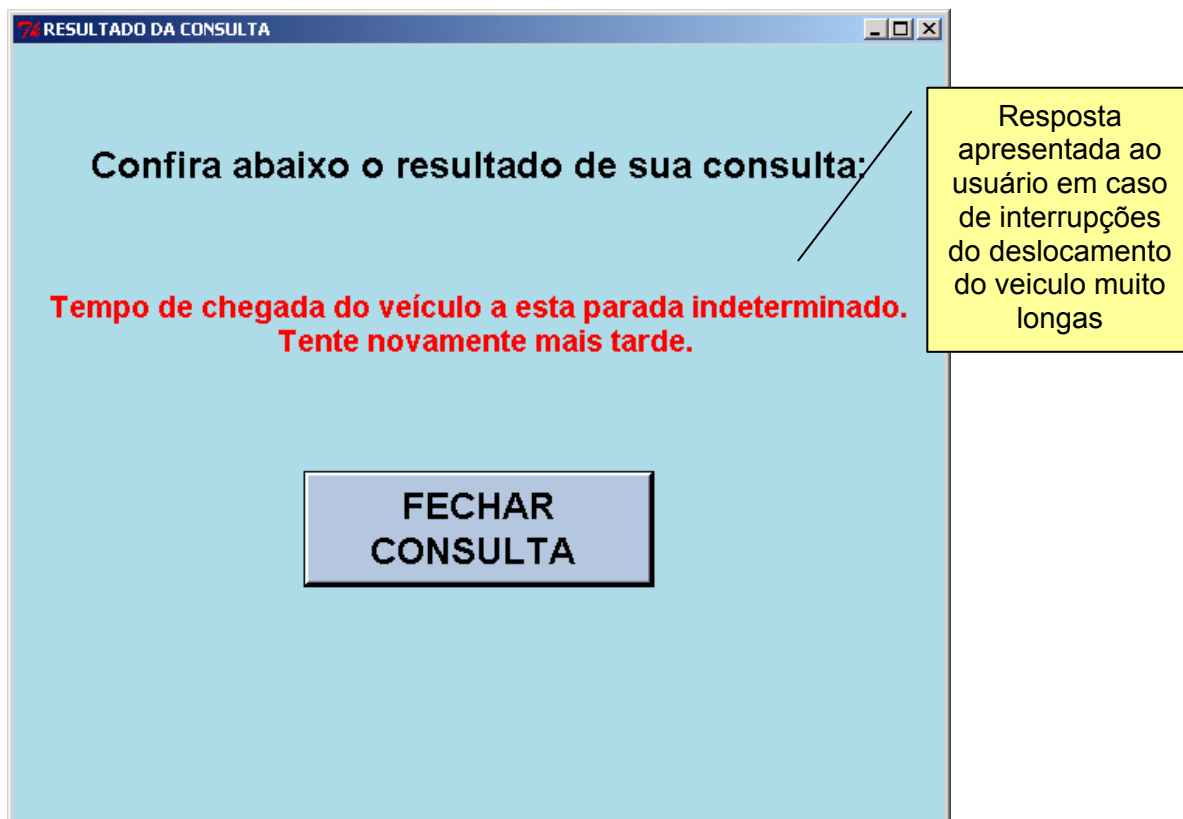 RESULTADO DA CONSULTA
Confira abaixo o resultado de sua consulta:
Tempo de chegada do veículo a esta parada indeterminado.
Tente novamente mais tarde.
FECHAR
CONSULTA
Resposta
apresentada ao
usuário em caso
de interrupções
do deslocamento
do veiculo muito
longas